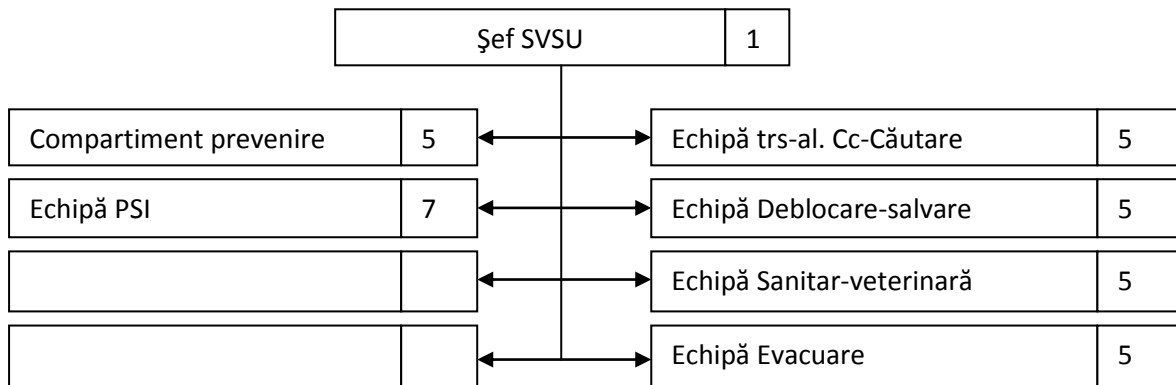 Şef SVSU 1
Compartiment prevenire 5 Echipă trs-al. Cc-Căutare 5
Echipă PSI 7 Echipă Deblocare-salvare 5
Echipă Sanitar-veterinară 5
Echipă Evacuare 5